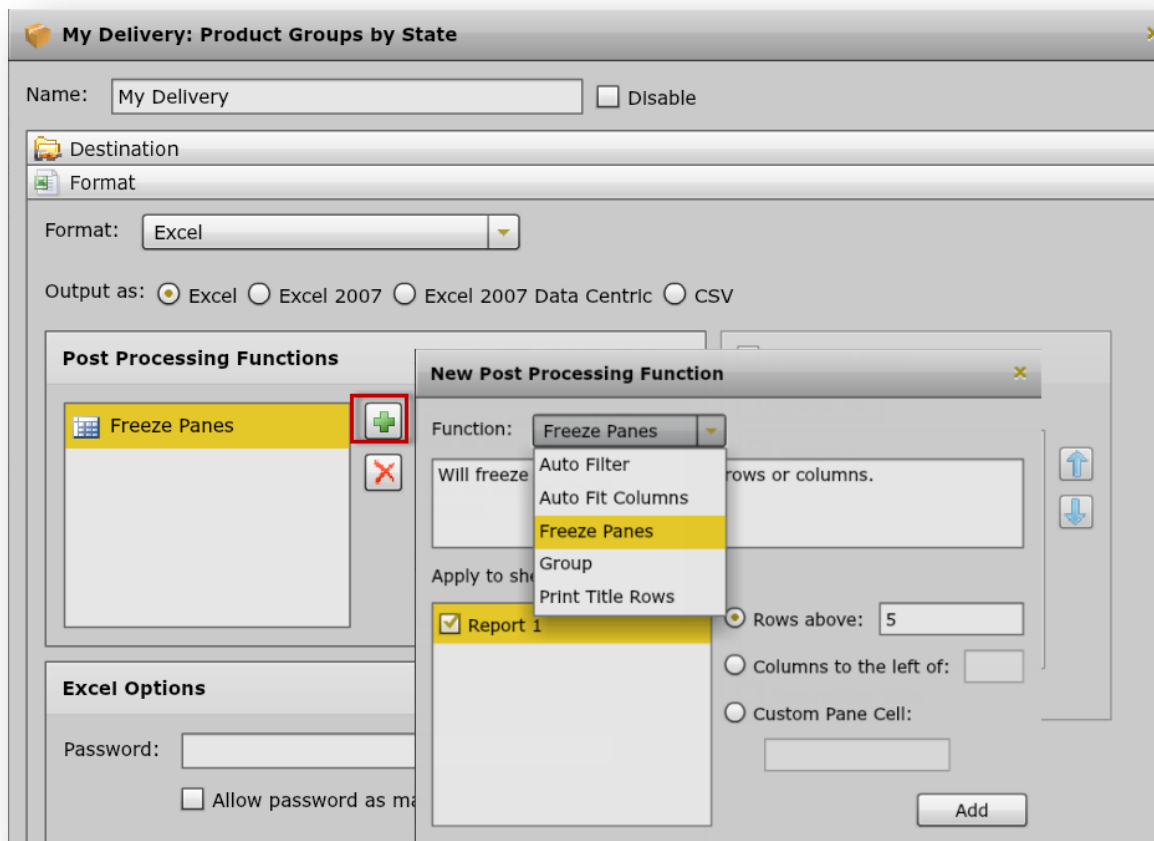 My Delivery: Product Groups by State
Name: My Delivery Disable
Destination
Format
Format: Excel
Output as: Excel Excel 2007 Excel 2007 Data Centric CSV
Post Processing Functions
Freeze Panes
New Post Processing Function
Function: Freeze Panes
Auto Filter
Auto Fit Columns
Freeze Panes
Group
Print Title Rows
Will freeze rows or columns.
Apply to she
Report 1
Rows above: 5
Columns to the left of:
Custom Pane Cell:
Add
Excel Options
Password:
Allow password as ma